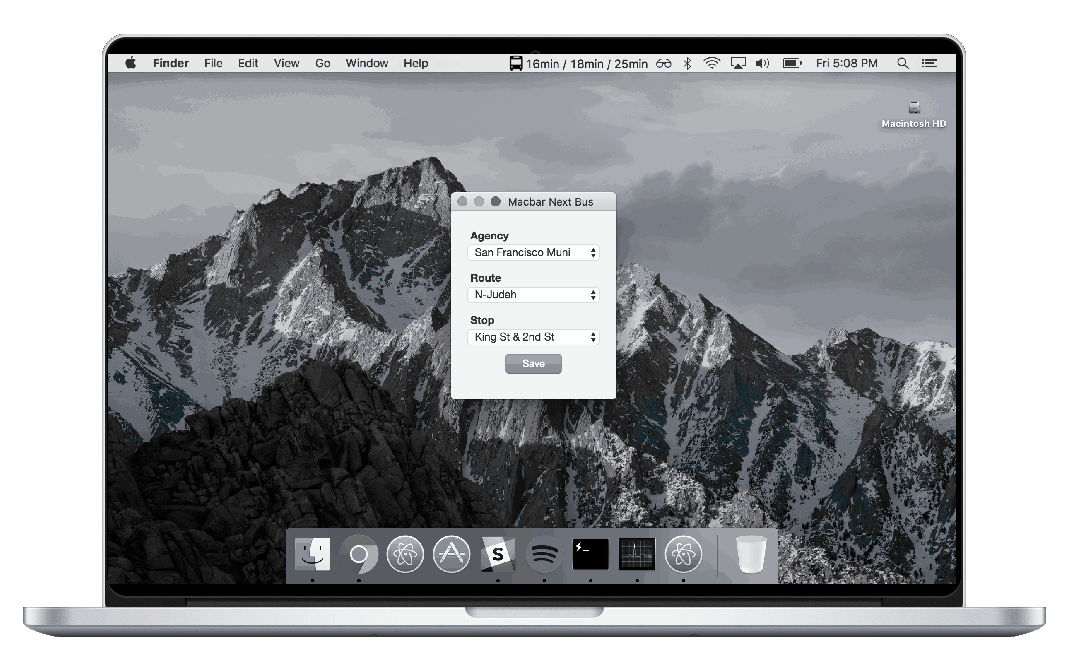 Finder File Edit View Go Window Help 16min / 18min / 25min Fri 5:08 PM
Macintosh HD
Macbar Next Bus
Agency
San Francisco Muni
Route
N-Judah
Stop
King St & 2nd St
Save
S